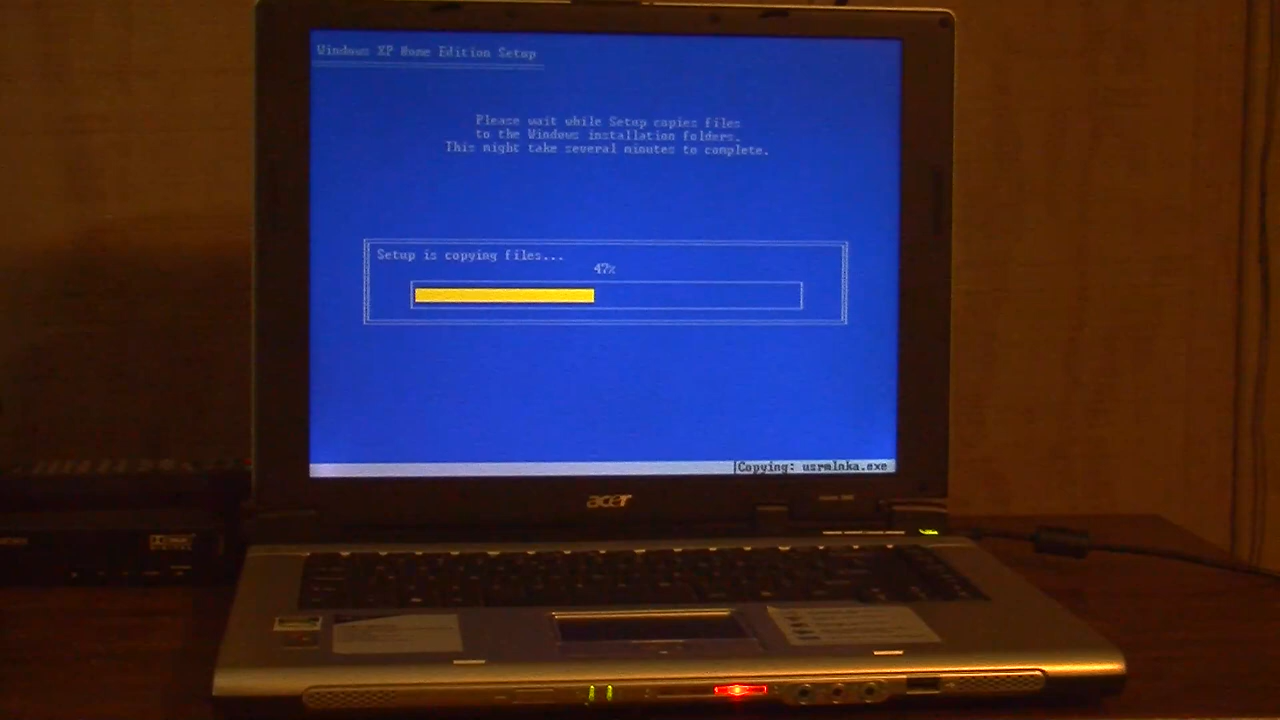 Windows XP Home Edition Setup
Please wait while Setup copies files
to the Windows installation folders.
This might take several minutes to complete.
Setup is copying files...
47%
Copying: usrmlnka.exe
acer